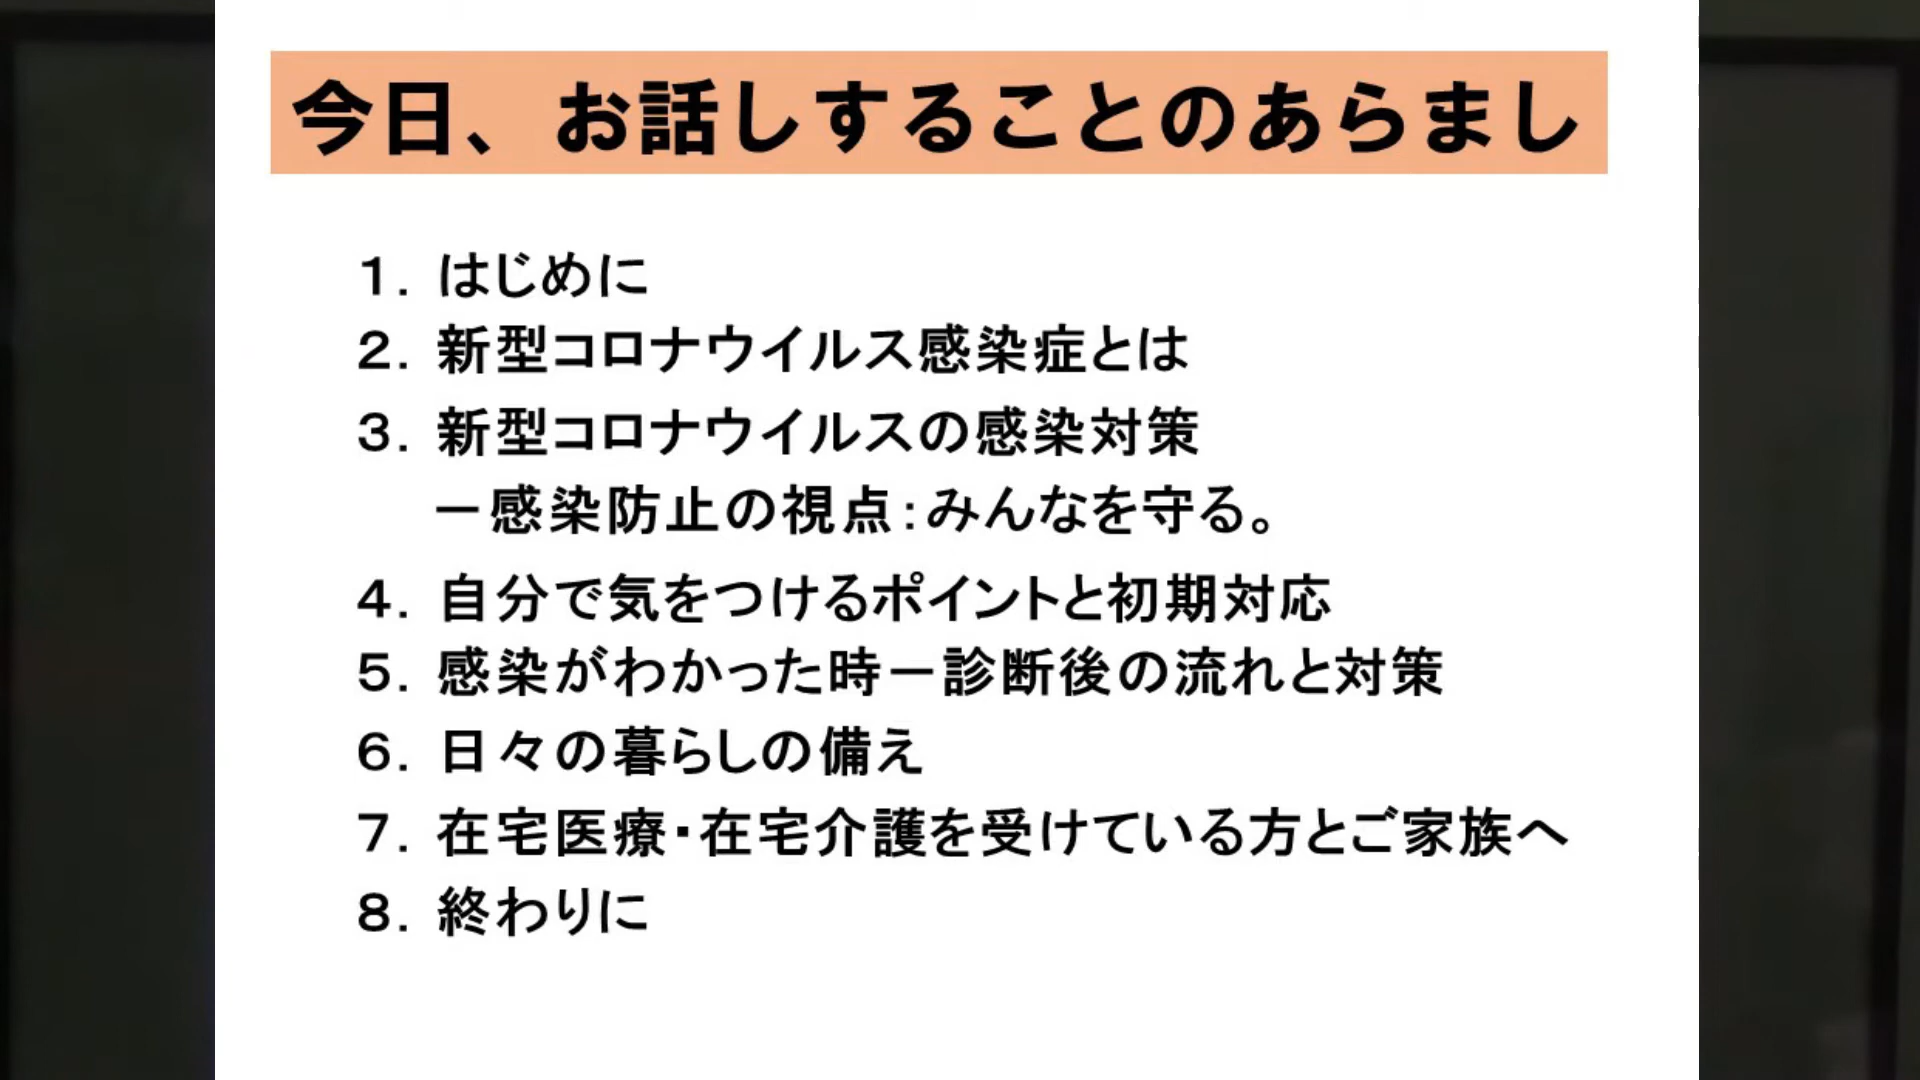 今日、お話しすることのあらまし
１．はじめに
２．新型コロナウイルス感染症とは
３．新型コロナウイルスの感染対策
－感染防止の視点：みんなを守る。
４．自分で気をつけるポイントと初期対応
５．感染がわかった時－診断後の流れと対策
６．日々の暮らしの備え
７．在宅医療・在宅介護を受けている方とご家族へ
８．終わりに